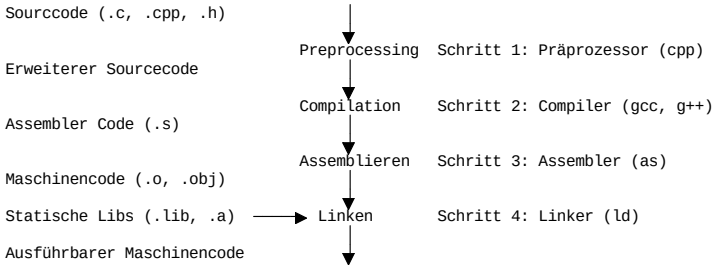 Sourccode (.c, .cpp, .h)
Preprocessing Schritt 1: Präprozessor (cpp)
Erweiterer Sourcecode
Compilation Schritt 2: Compiler (gcc, g++)
Assembler Code (.s)
Assemblieren Schritt 3: Assembler (as)
Maschinencode (.o, .obj)
Statische Libs (.lib, .a) Linken Schritt 4: Linker (ld)
Ausführbarer Maschinencode